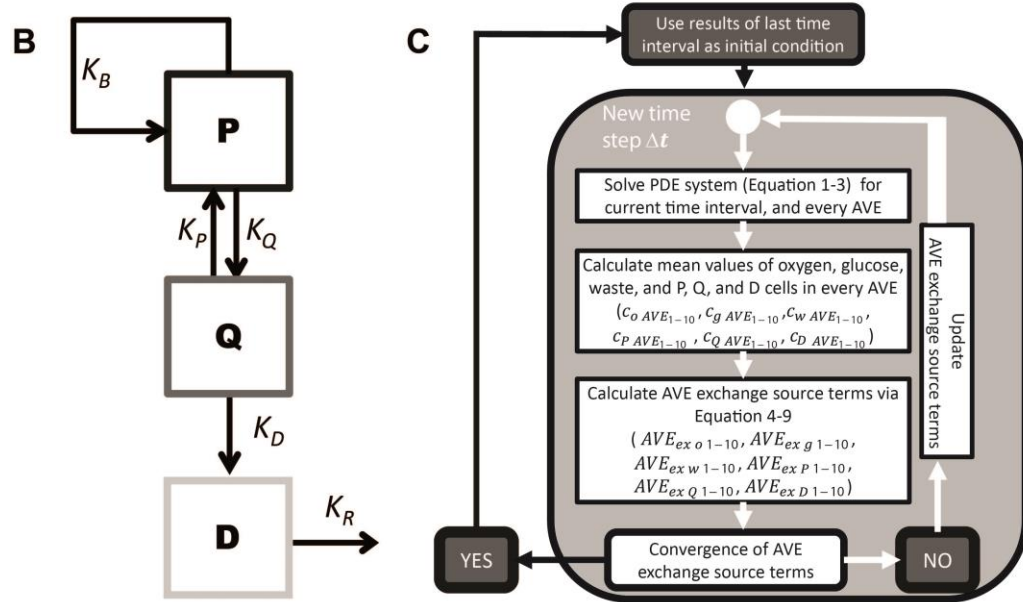 B
K_B
P
K_P
K_Q
Q
K_D
D
K_R
C
Use results of last time
interval as initial condition
New time
step Δt
Solve PDE system (Equation 1-3) for
current time interval, and every AVE
Calculate mean values of oxygen, glucose,
waste, and P, Q, and D cells in every AVE
(c_o AVE_1−10, c_g AVE_1−10, c_w AVE_1−10,
c_P AVE_1−10, c_Q AVE_1−10, c_D AVE_1−10)
Calculate AVE exchange source terms via
Equation 4-9
(AVE_ex o 1−10, AVE_ex g 1−10,
AVE_ex w 1−10, AVE_ex P 1−10,
AVE_ex Q 1−10, AVE_ex D 1−10)
Update
AVE exchange source terms
YES
Convergence of AVE
exchange source terms
NO